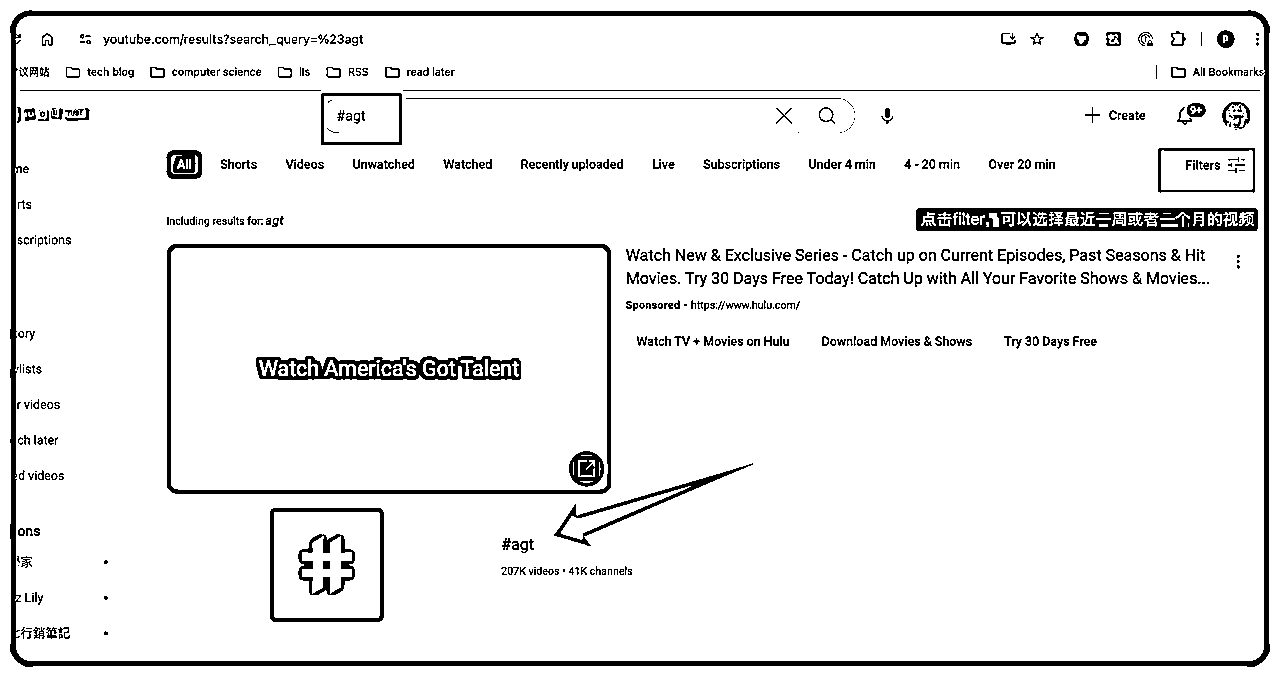 youtube.com/results?search_query=%23agt
议网站 tech blog computer science lls RSS read later All Bookmarks
#agt Create 9+
All Shorts Videos Unwatched Watched Recently uploaded Live Subscriptions Under 4 min 4 - 20 min Over 20 min Filters
me
rts
Including results for: agt
点击filter,可以选择最近一周或者一个月的视频
scriptions
Watch New & Exclusive Series - Catch up on Current Episodes, Past Seasons & Hit
Movies. Try 30 Days Free Today! Catch Up with All Your Favorite Shows & Movies...
Sponsored • https://www.hulu.com/
Watch TV + Movies on Hulu Download Movies & Shows Try 30 Days Free
Watch America's Got Talent
tory
ylists
r videos
ch later
ed videos
ons
#
#agt
207K videos • 41K channels
家
z Lily
行銷筆記